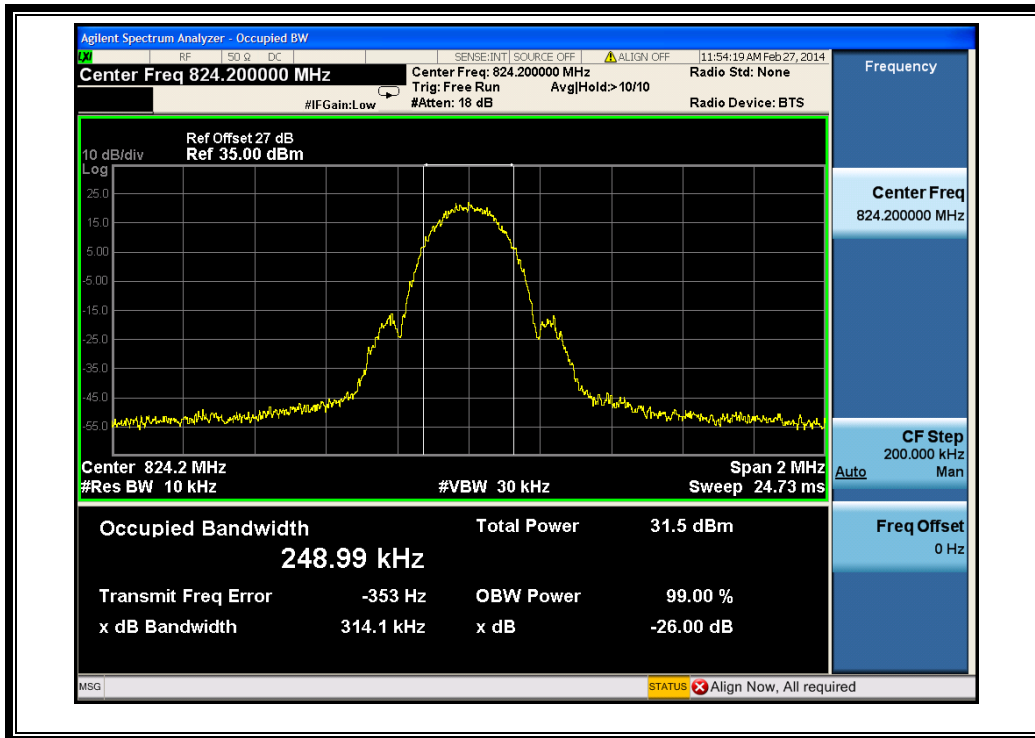 Agilent Spectrum Analyzer - Occupied BW
LXI RF 50 Ω DC SENSE:INT SOURCE OFF ALIGN OFF 11:54:19 AM Feb 27, 2014
Center Freq 824.200000 MHz
Center Freq: 824.200000 MHz
Radio Std: None
Trig: Free Run Avg|Hold:>10/10
#IFGain:Low
#Atten: 18 dB
Radio Device: BTS
Ref Offset 27 dB
10 dB/div Ref 35.00 dBm
Log
25.0
15.0
5.00
-5.00
-15.0
-25.0
-35.0
-45.0
-55.0
Center 824.2 MHz Span 2 MHz
#Res BW 10 kHz #VBW 30 kHz Sweep 24.73 ms
Occupied Bandwidth Total Power 31.5 dBm
248.99 kHz
Transmit Freq Error -353 Hz OBW Power 99.00 %
x dB Bandwidth 314.1 kHz x dB -26.00 dB
MSG STATUS Align Now, All required
Frequency
Center Freq
824.200000 MHz
CF Step
200.000 kHz
Auto Man
Freq Offset
0 Hz